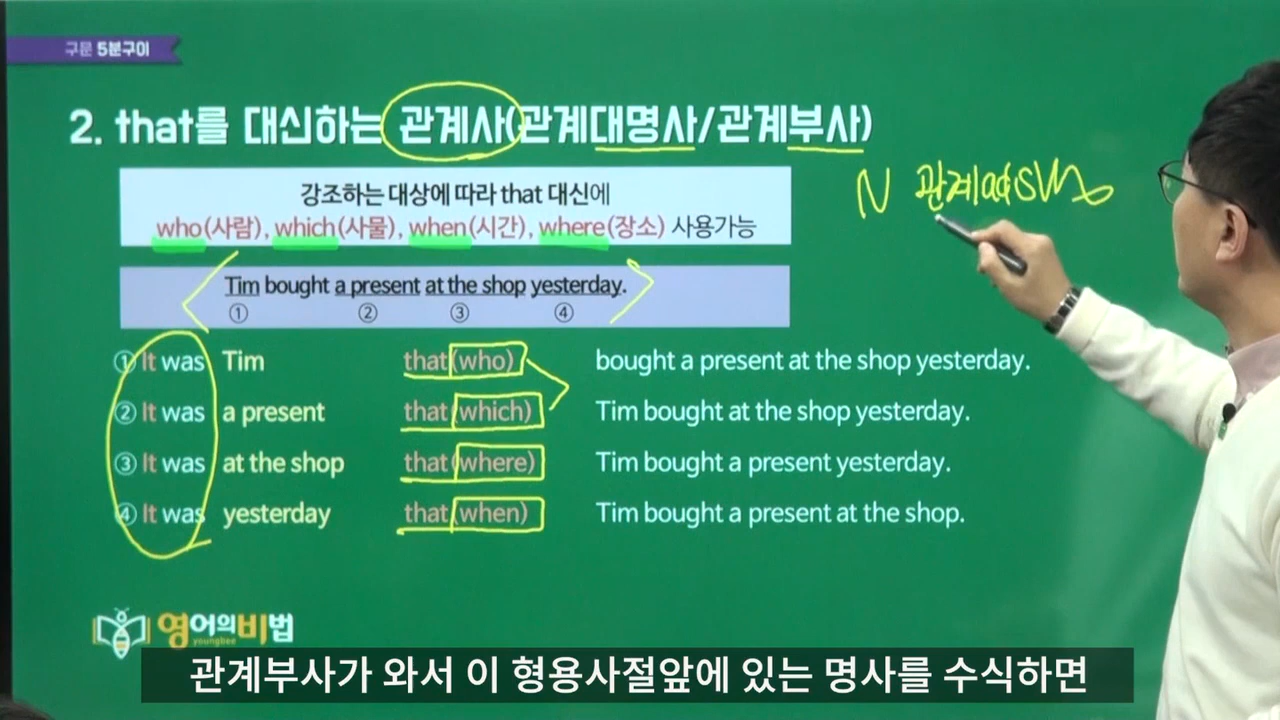 구문 5분구이
2. that를 대신하는 관계사(관계대명사/관계부사)
강조하는 대상에 따라 that 대신에
who(사람), which(사물), when(시간), where(장소) 사용가능
N 관계ad SV~
Tim bought a present at the shop yesterday.
① ② ③ ④
① It was Tim that (who) bought a present at the shop yesterday.
② It was a present that (which) Tim bought at the shop yesterday.
③ It was at the shop that (where) Tim bought a present yesterday.
④ It was yesterday that (when) Tim bought a present at the shop.
영어의비법
youngbee
관계부사가 와서 이 형용사절앞에 있는 명사를 수식하면